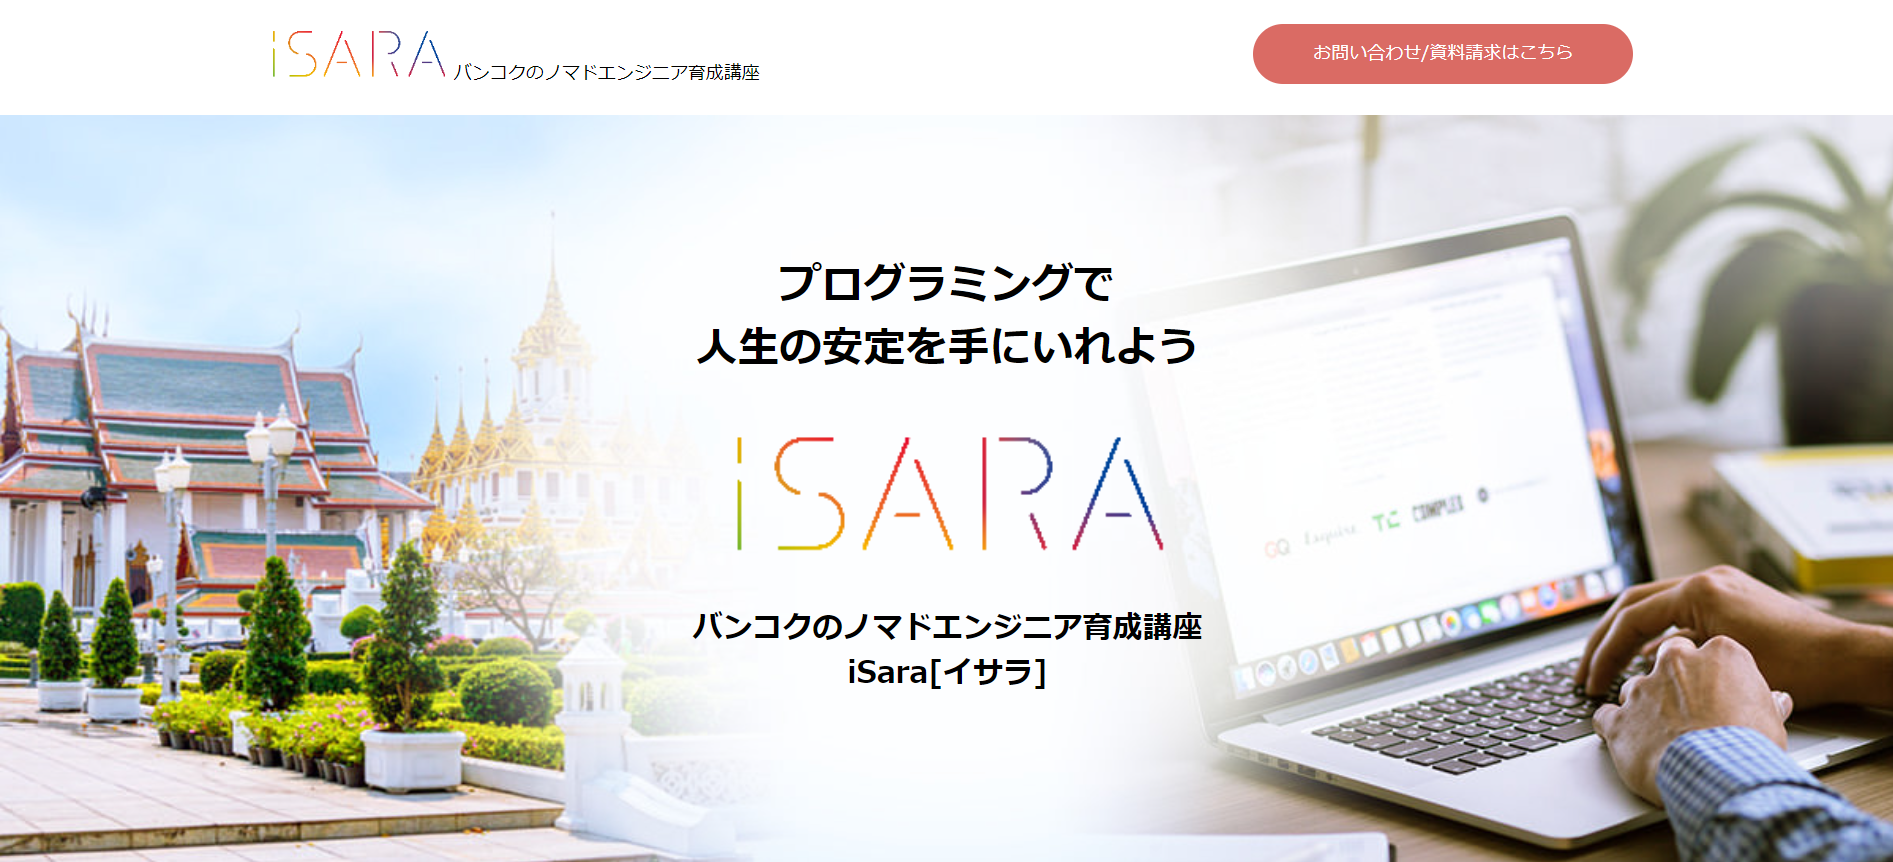 iSARA バンコクのノマドエンジニア育成講座
お問い合わせ/資料請求はこちら
プログラミングで
人生の安定を手にいれよう
iSARA
バンコクのノマドエンジニア育成講座
iSara[イサラ]
GQ Esquire TC COMPLEX